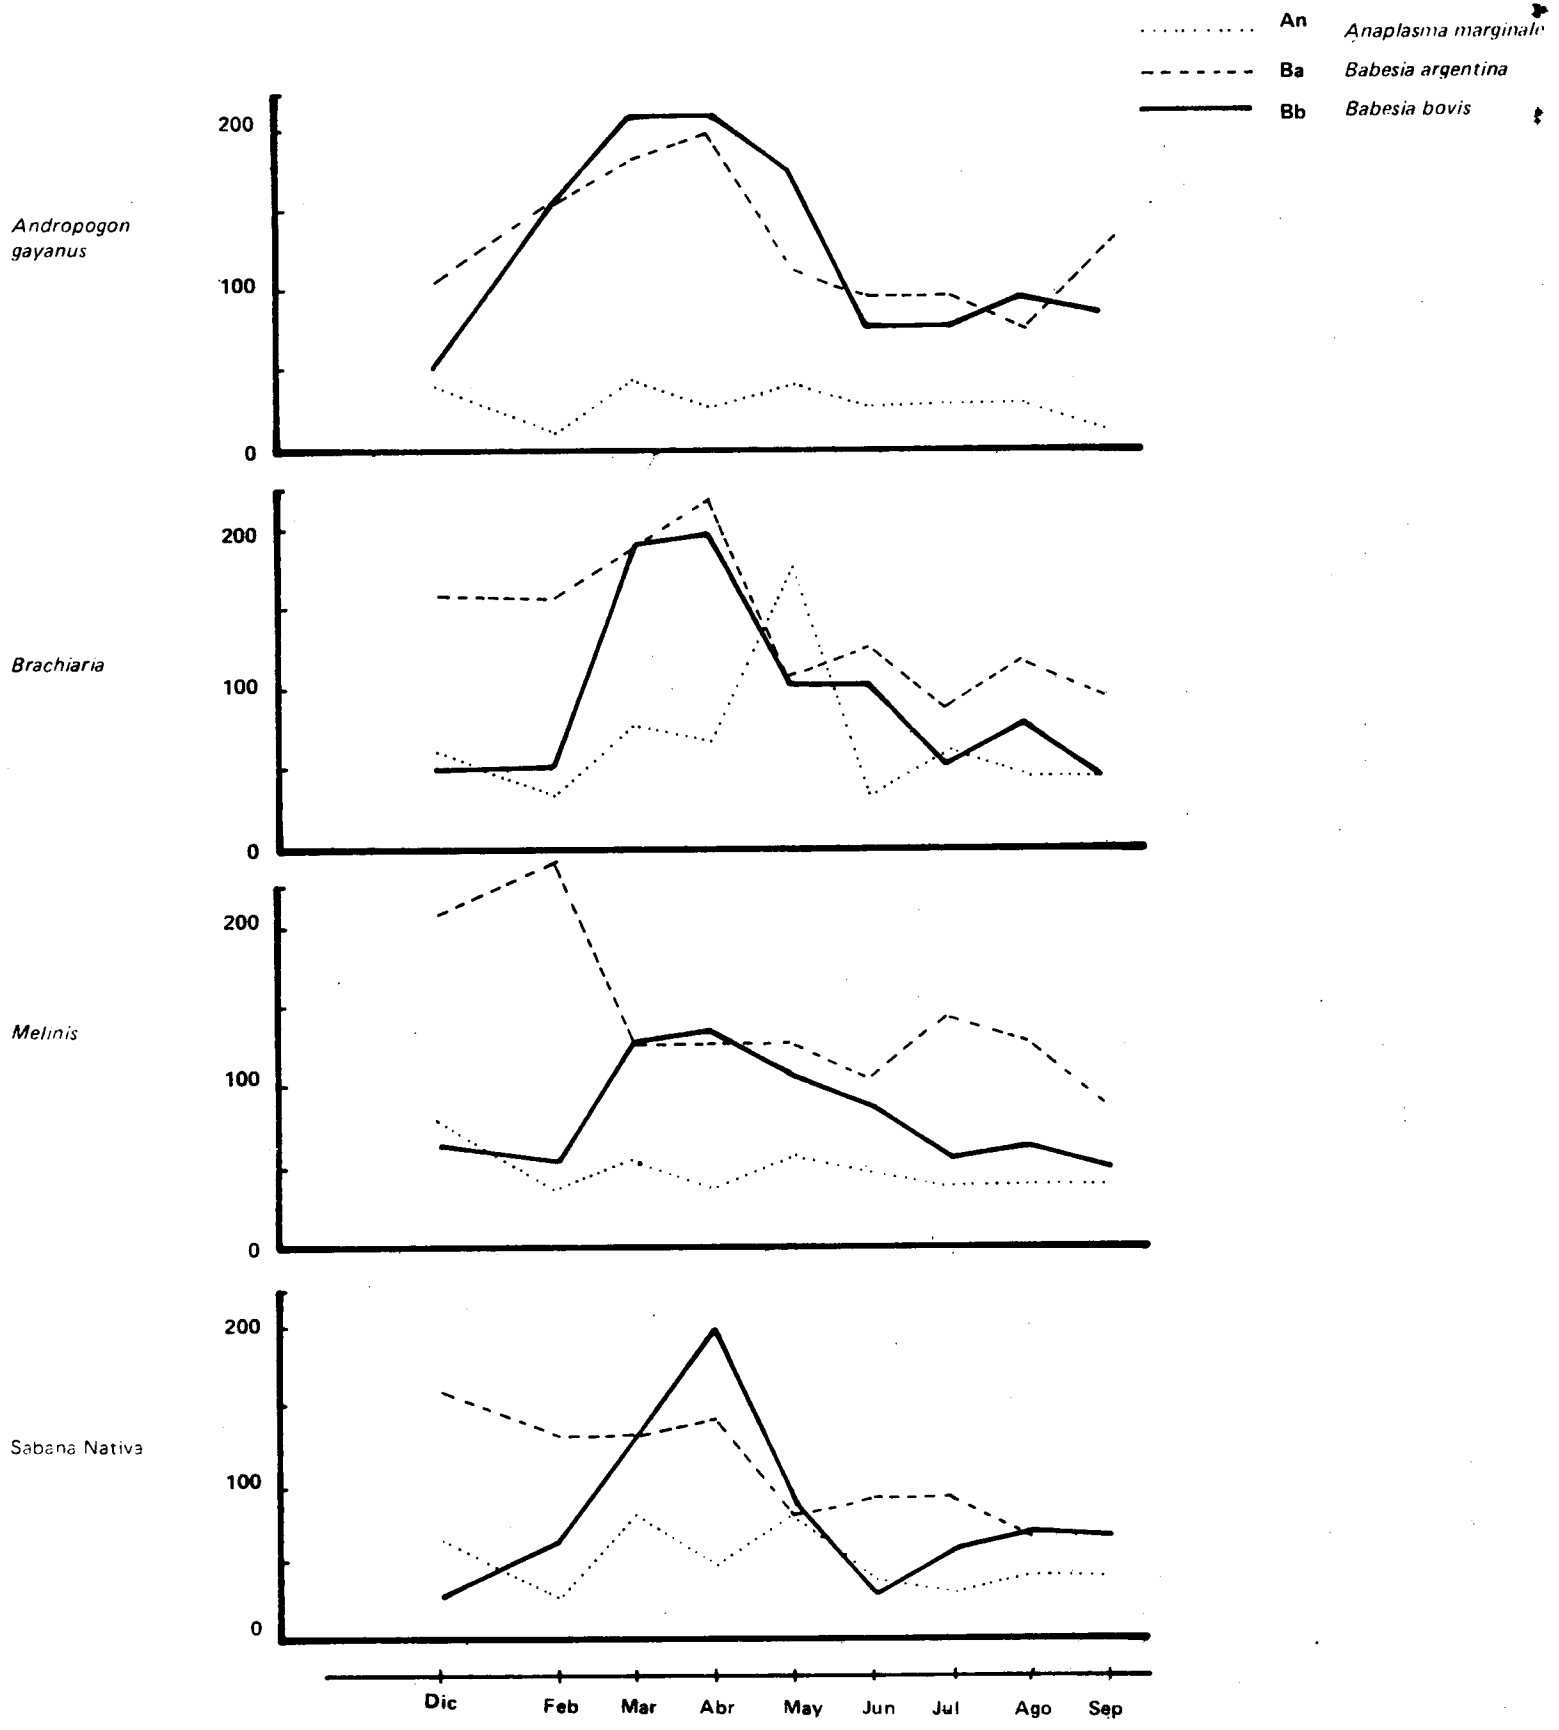 An Anaplasma marginale
Ba Babesia argentina
Bb Babesia bovis
200
Andropogon
gayanus
100
0
200
Brachiaria
100
0
200
Melinis
100
0
200
Sabana Nativa
100
0
Dic Feb Mar Abr May Jun Jul Ago Sep